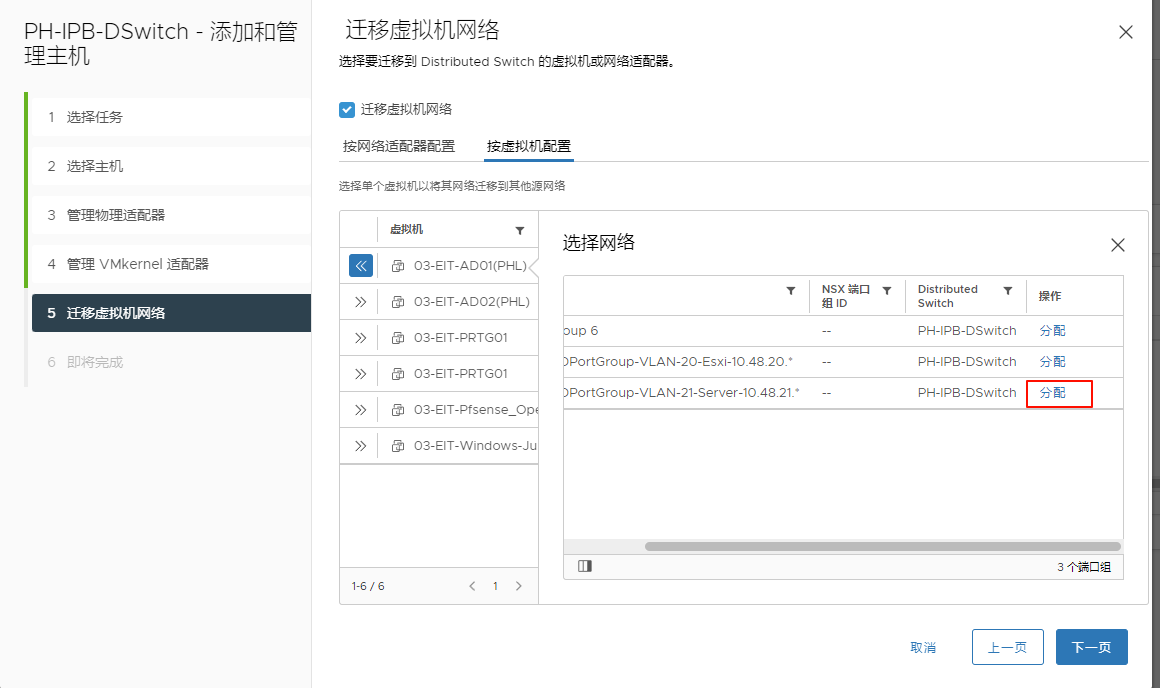 PH-IPB-DSwitch - 添加和管
理主机
1 选择任务
2 选择主机
3 管理物理适配器
4 管理 VMkernel 适配器
5 迁移虚拟机网络
6 即将完成
迁移虚拟机网络
选择要迁移到 Distributed Switch 的虚拟机或网络适配器。
迁移虚拟机网络
按网络适配器配置 按虚拟机配置
选择单个虚拟机以将其网络迁移到其他源网络
虚拟机
03-EIT-AD01(PHL)
03-EIT-AD02(PHL)
03-EIT-PRTG01
03-EIT-PRTG01
03-EIT-Pfsense_Ope
03-EIT-Windows-Ju
1-6 / 6 1
选择网络
NSX 端口
组 ID
Distributed
Switch
操作
oup 6 -- PH-IPB-DSwitch 分配
DPortGroup-VLAN-20-Esxi-10.48.20.* -- PH-IPB-DSwitch 分配
DPortGroup-VLAN-21-Server-10.48.21.* -- PH-IPB-DSwitch 分配
3 个端口组
取消 上一页 下一页